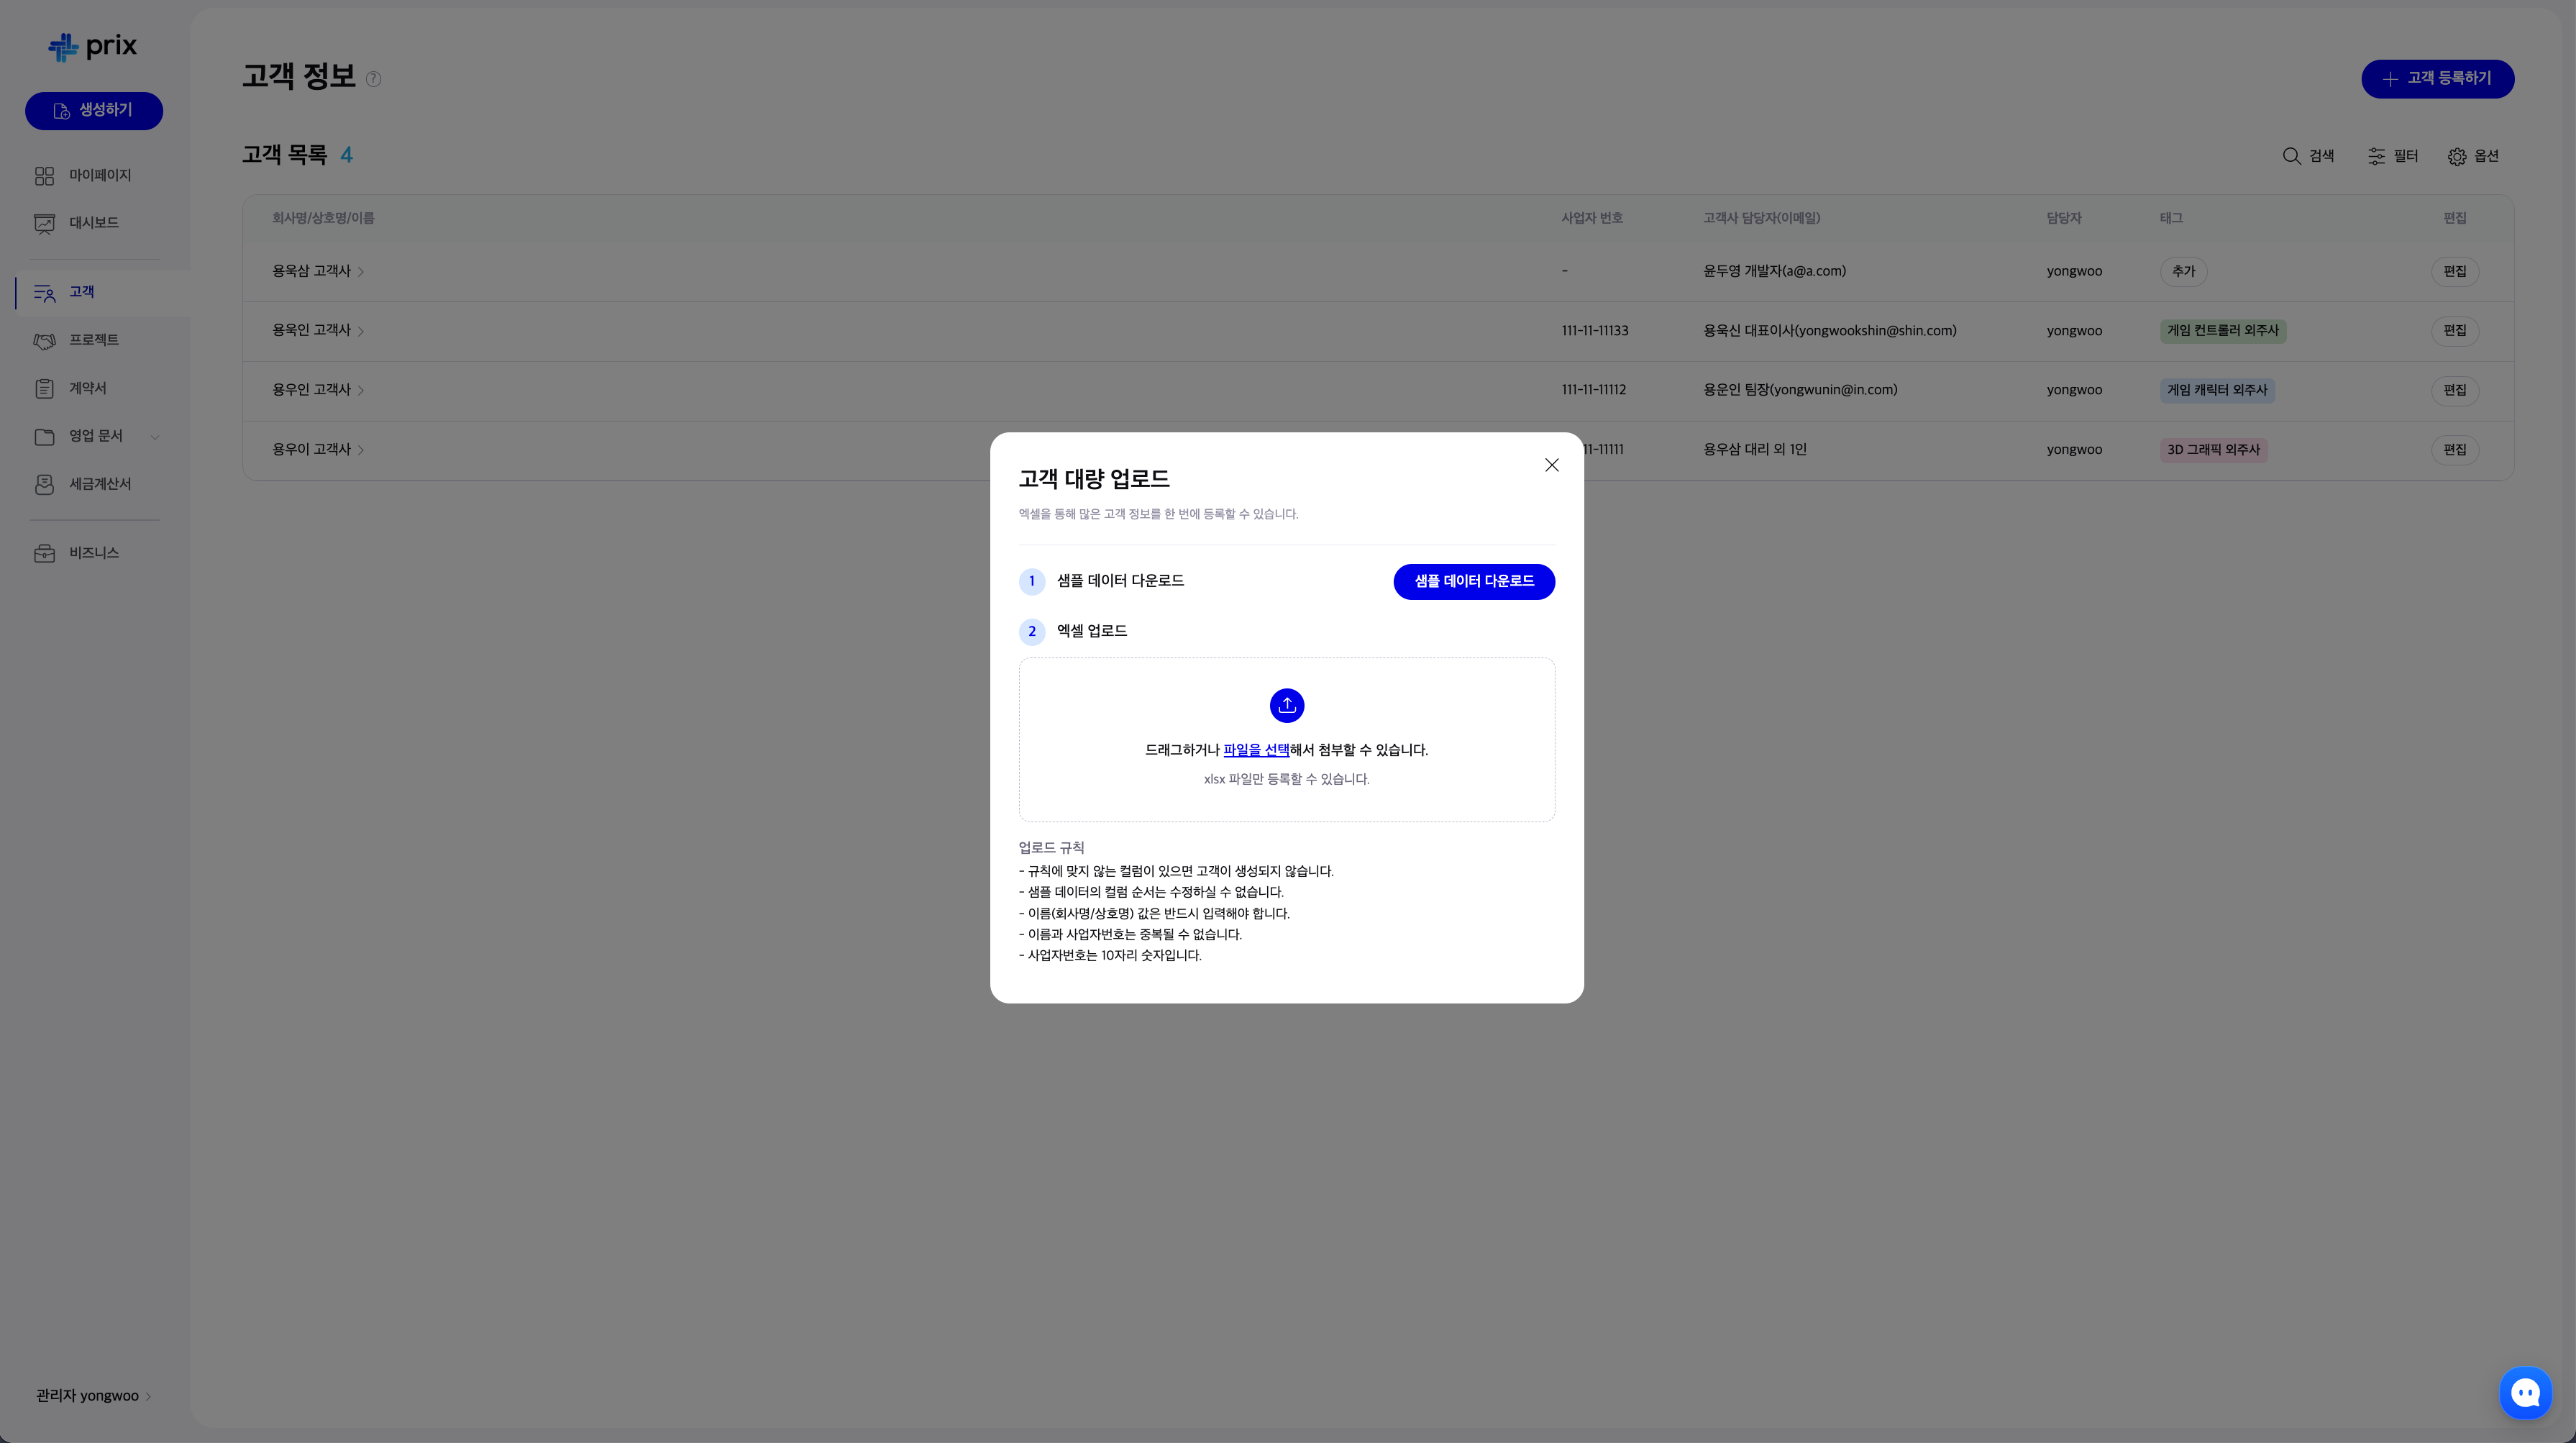 prix
고객 정보 ?
+ 고객 등록하기
생성하기
고객 목록 4
검색 필터 옵션
마이페이지
대시보드
고객
프로젝트
계약서
영업 문서
세금계산서
비즈니스
회사명/상호명/이름 사업자 번호 고객사 담당자(이메일) 담당자 태그 편집
용욱삼 고객사 - 윤두영 개발자(a@a.com) yongwoo 추가 편집
용욱인 고객사 111-11-11133 용욱신 대표이사(yongwookshin@shin.com) yongwoo 게임 컨트롤러 외주사 편집
용우인 고객사 111-11-11112 용운인 팀장(yongwunin@in.com) yongwoo 게임 캐릭터 외주사 편집
용우이 고객사 11-11111 용우삼 대리 외 1인 yongwoo 3D 그래픽 외주사 편집
고객 대량 업로드
엑셀을 통해 많은 고객 정보를 한 번에 등록할 수 있습니다.
1 샘플 데이터 다운로드 샘플 데이터 다운로드
2 엑셀 업로드
드래그하거나 파일을 선택해서 첨부할 수 있습니다.
xlsx 파일만 등록할 수 있습니다.
업로드 규칙
- 규칙에 맞지 않는 컬럼이 있으면 고객이 생성되지 않습니다.
- 샘플 데이터의 컬럼 순서는 수정하실 수 없습니다.
- 이름(회사명/상호명) 값은 반드시 입력해야 합니다.
- 이름과 사업자번호는 중복될 수 없습니다.
- 사업자번호는 10자리 숫자입니다.
관리자 yongwoo